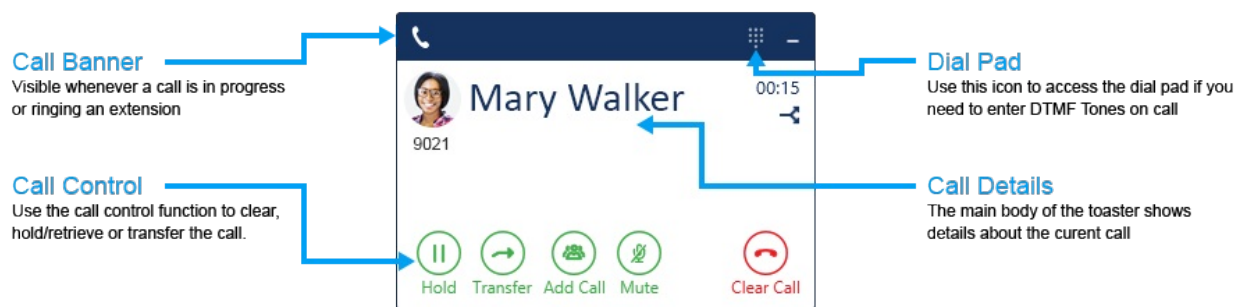 Call Banner
Visible whenever a call is in progress
or ringing an extension
Call Control
Use the call control function to clear,
hold/retrieve or transfer the call.
Mary Walker
00:15
9021
Hold
Transfer
Add Call
Mute
Clear Call
Dial Pad
Use this icon to access the dial pad if you
need to enter DTMF Tones on call
Call Details
The main body of the toaster shows
details about the curent call